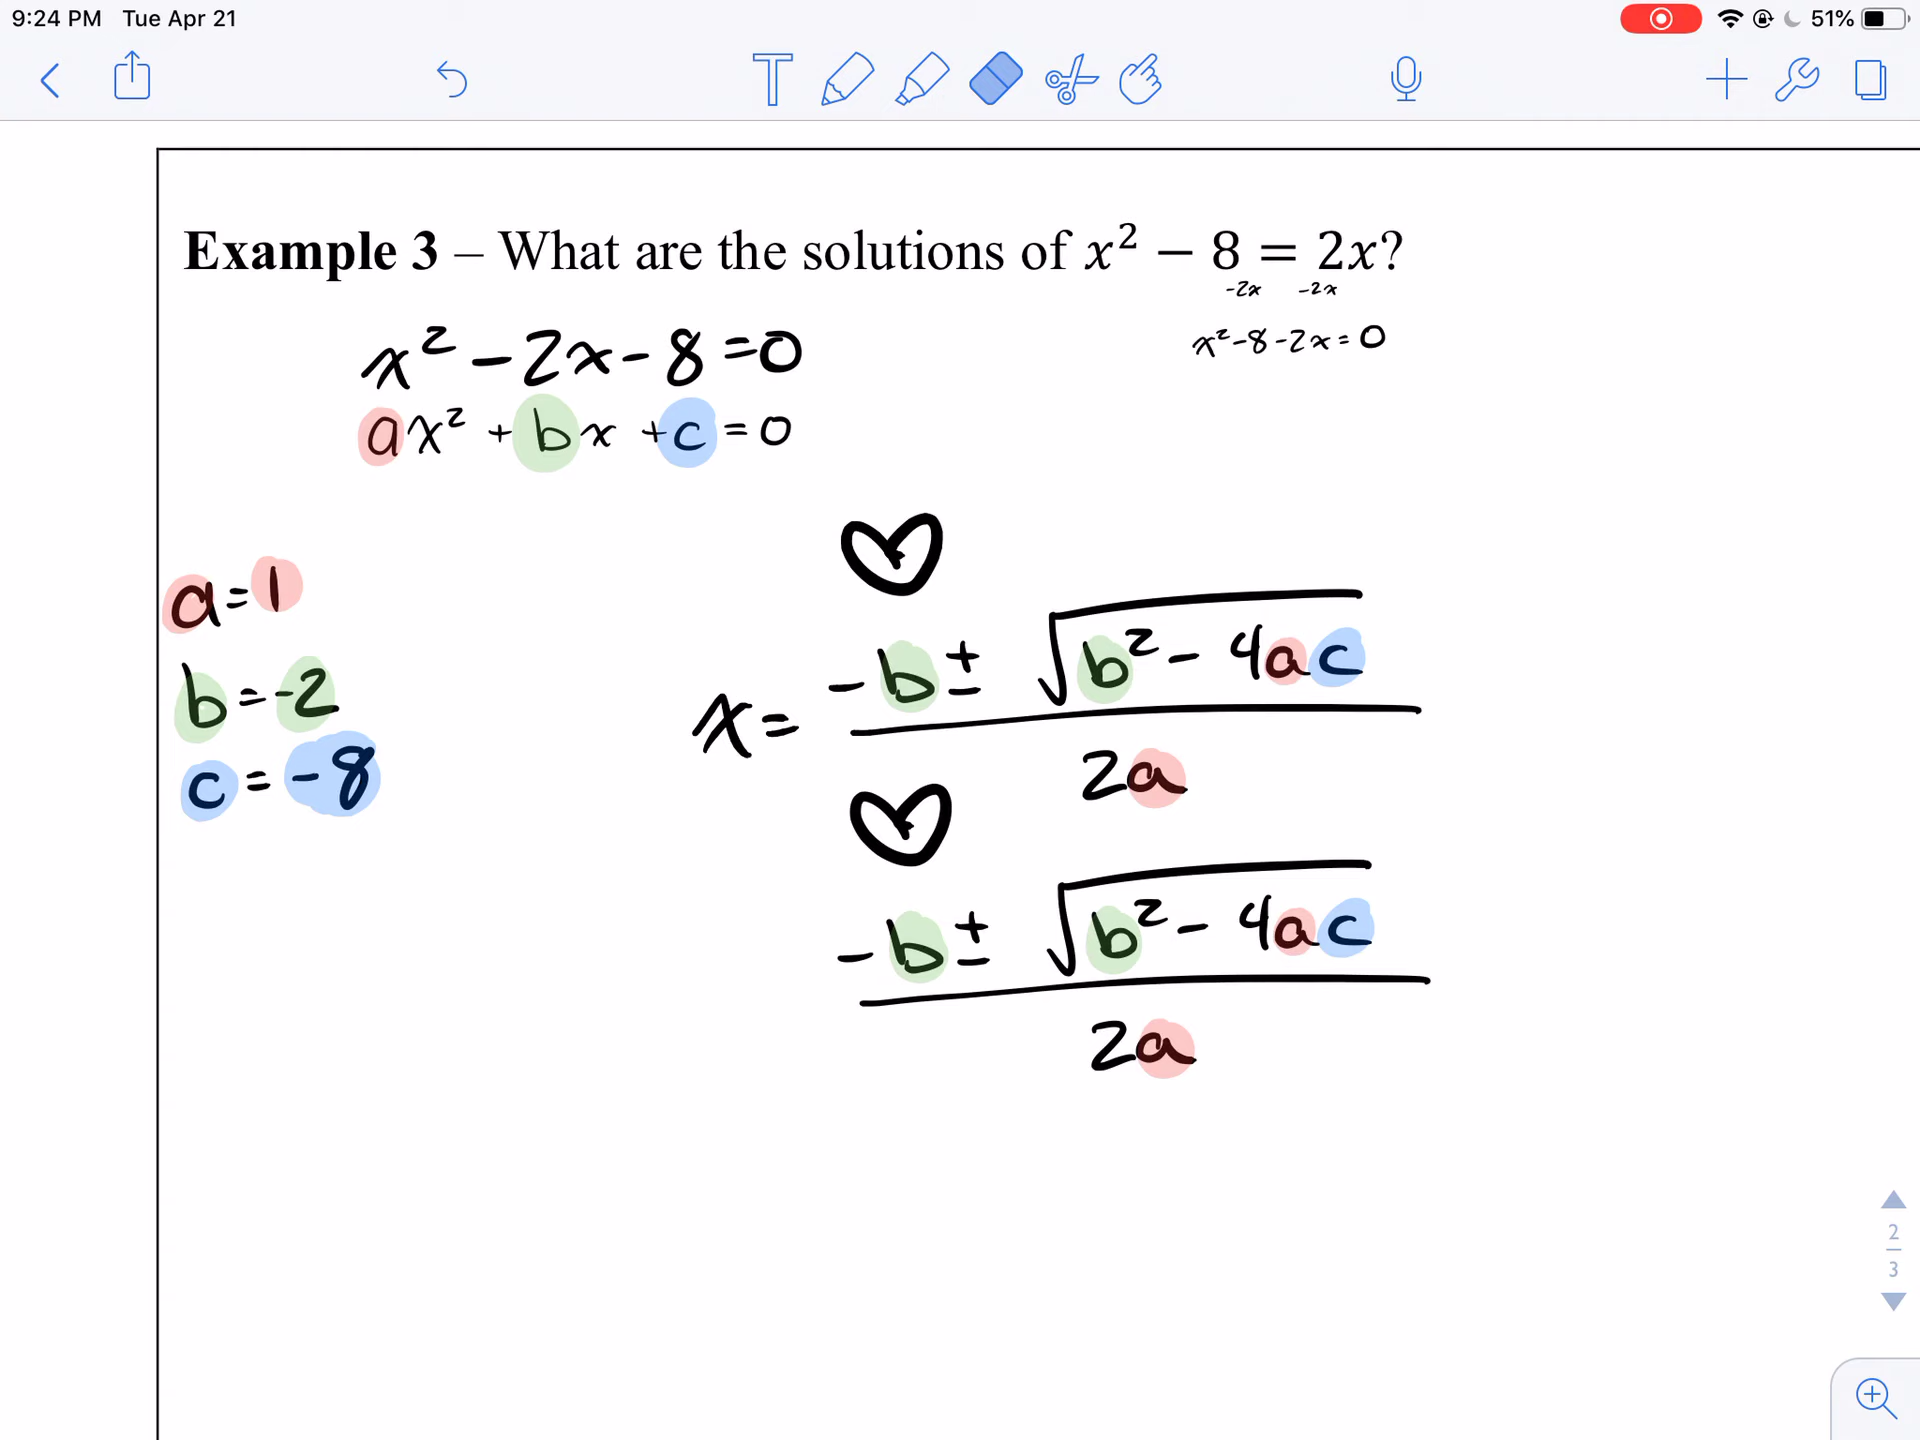 9:24 PM Tue Apr 21
51%
T
Example 3 – What are the solutions of x² − 8 = 2x?
-2x -2x
x²-8-2x=0
x²-2x-8=0
ax²+bx+c=0
a=1
b=-2
c=-8
x= -b ± √b²-4ac
2a
-b ± √b²-4ac
2a
2
3